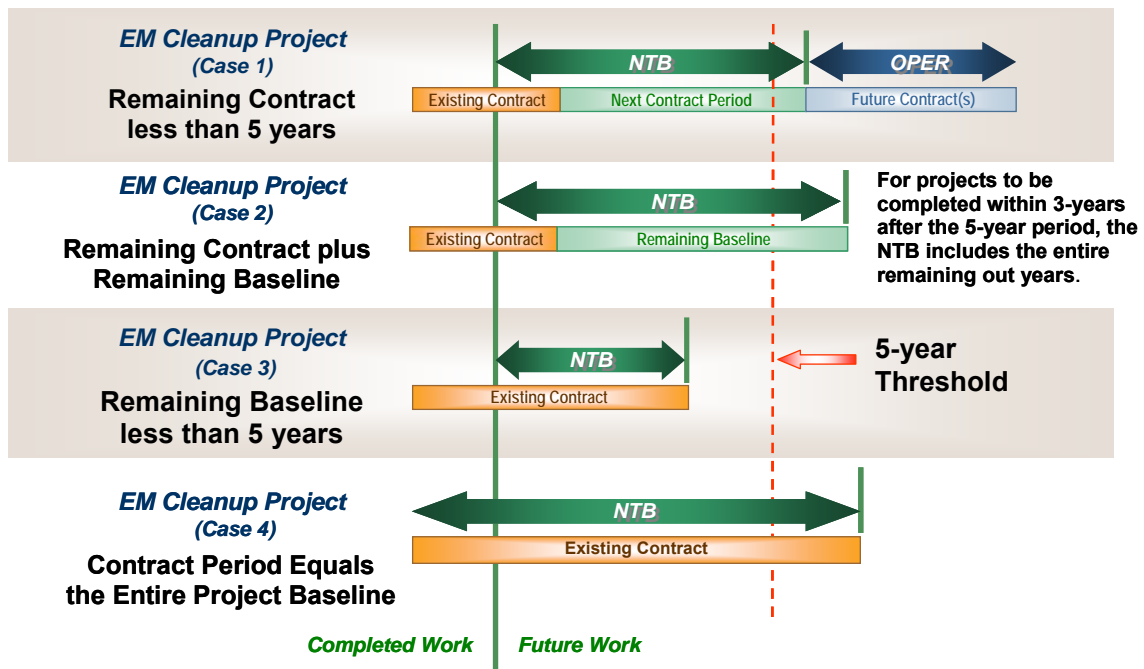 EM Cleanup Project
(Case 1)
Remaining Contract
less than 5 years
NTB
OPER
Existing Contract
Next Contract Period
Future Contract(s)
EM Cleanup Project
(Case 2)
Remaining Contract plus
Remaining Baseline
NTB
Existing Contract
Remaining Baseline
For projects to be
completed within 3-years
after the 5-year period, the
NTB includes the entire
remaining out years.
EM Cleanup Project
(Case 3)
Remaining Baseline
less than 5 years
NTB
Existing Contract
5-year
Threshold
EM Cleanup Project
(Case 4)
Contract Period Equals
the Entire Project Baseline
NTB
Existing Contract
Completed Work
Future Work